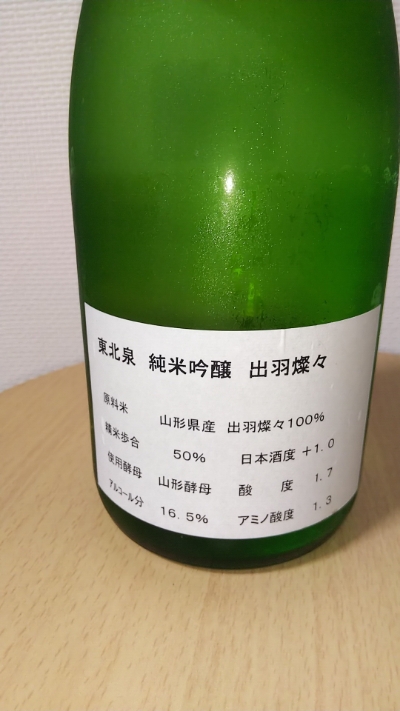 東北泉 純米吟醸 出羽燦々
原料米 山形県産 出羽燦々100%
精米歩合 50% 日本酒度 +1.0
使用酵母 山形酵母 酸 度 1.7
アルコール分 16.5% アミノ酸度 1.3